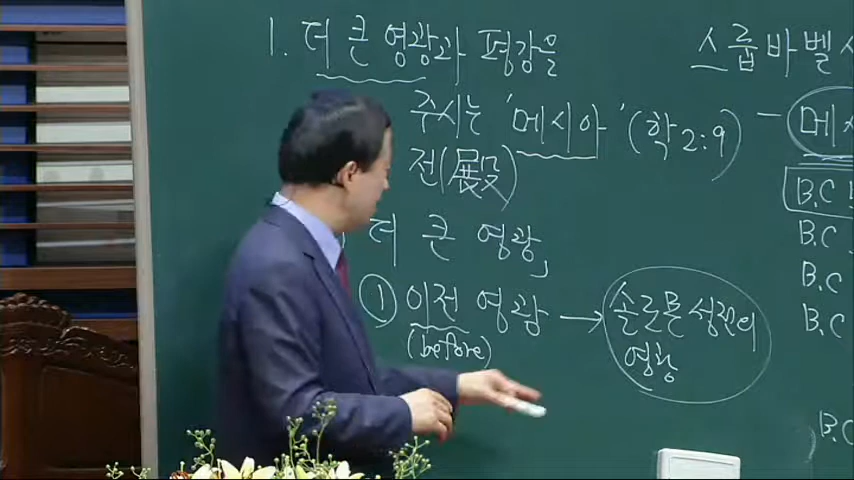 1. 더 큰 영광과 평강을
주시는 '메시아' (학2:9) -
전(殿)
더 큰 영광
① 이전 영광 → 솔로몬 성전의
(before) 영광
스룹바벨
메시
B.C
B.C
B.C
B.C
B.C